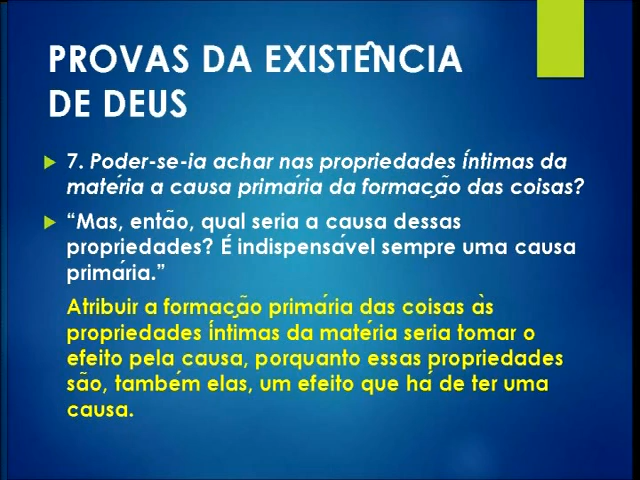 PROVAS DA EXISTÊNCIA
DE DEUS
7. Poder-se-ia achar nas propriedades íntimas da
matéria a causa primária da formação das coisas?
“Mas, então, qual seria a causa dessas
propriedades? É indispensável sempre uma causa
primária.”
Atribuir a formação primária das coisas às
propriedades íntimas da matéria seria tomar o
efeito pela causa, porquanto essas propriedades
são, também elas, um efeito que há de ter uma
causa.